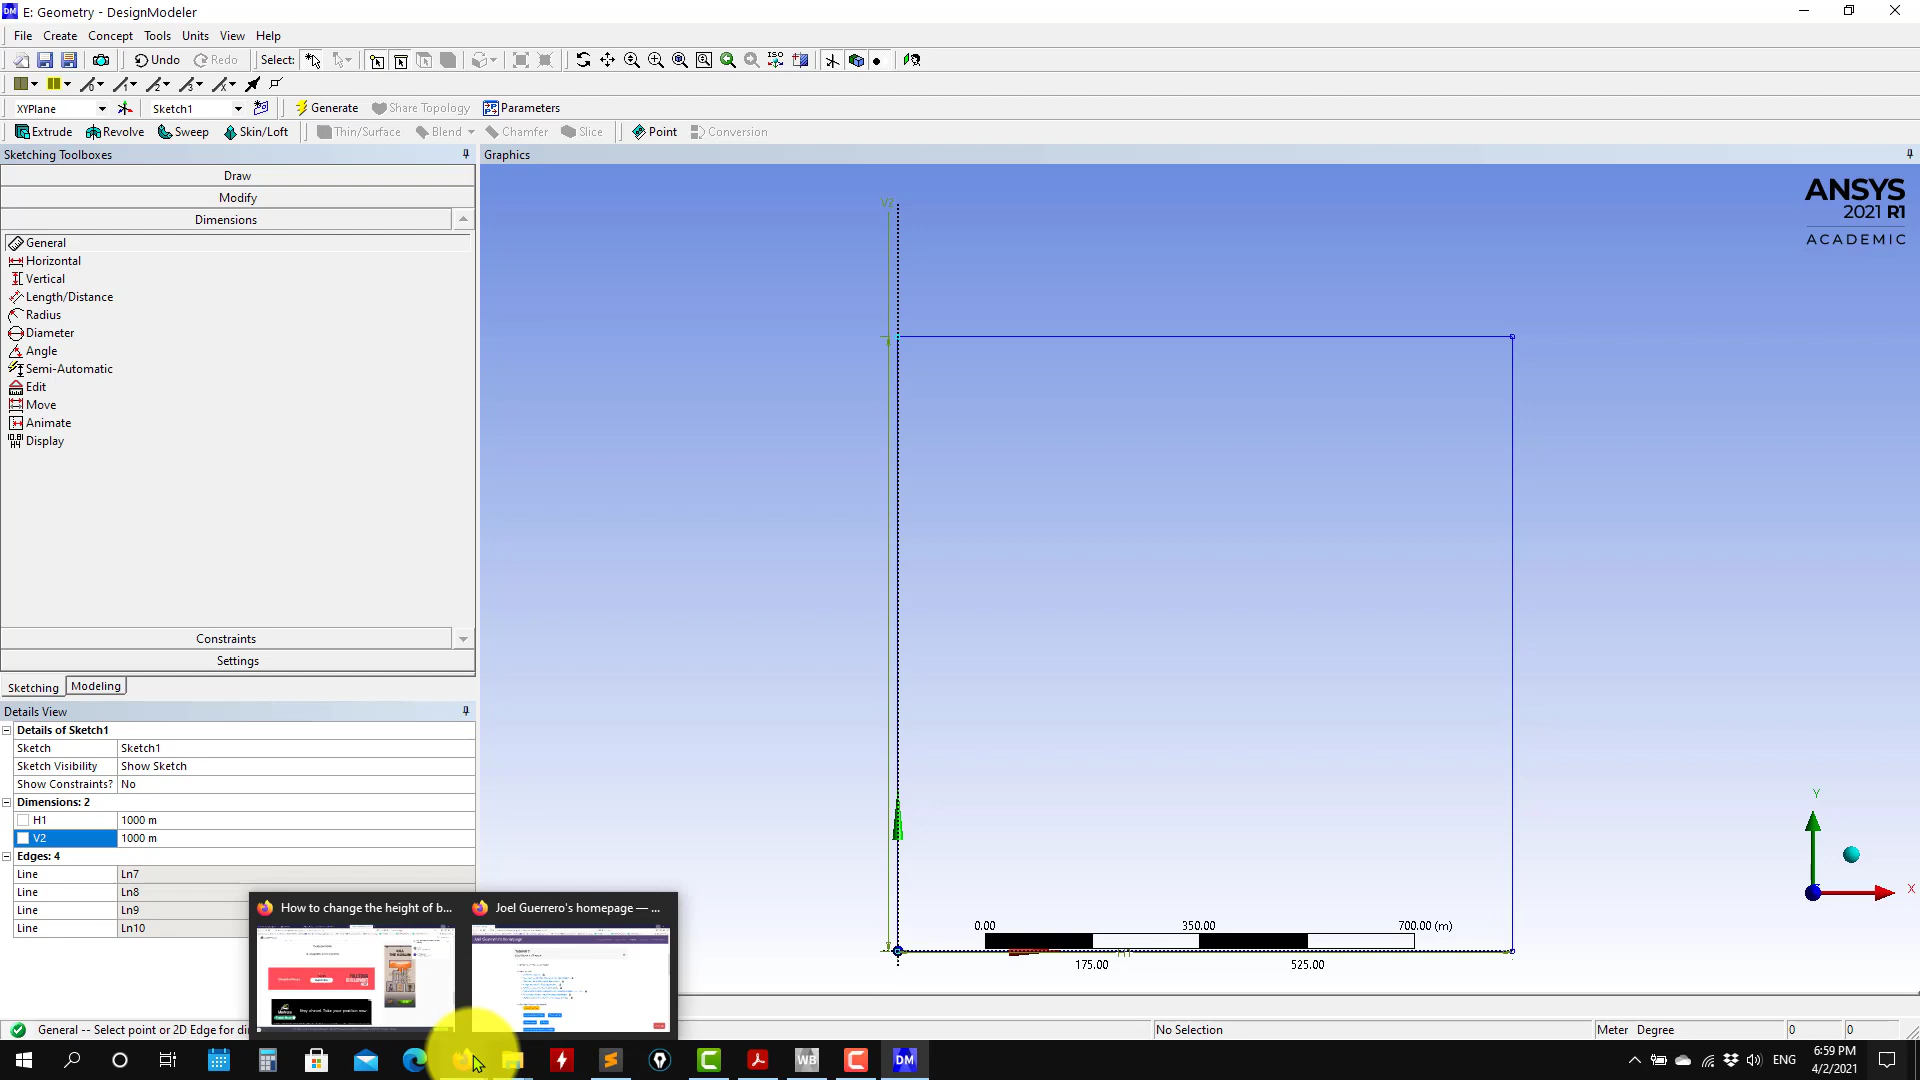 E: Geometry - DesignModeler
File Create Concept Tools Units View Help
Undo Redo Select:
XYPlane Sketch1 Generate Share Topology Parameters
Extrude Revolve Sweep Skin/Loft Thin/Surface Blend Chamfer Slice Point Conversion
Sketching Toolboxes
Draw
Modify
Dimensions
General
Horizontal
Vertical
Length/Distance
Radius
Diameter
Angle
Semi-Automatic
Edit
Move
Animate
Display
Constraints
Settings
Sketching Modeling
Details View
Details of Sketch1
Sketch Sketch1
Sketch Visibility Show Sketch
Show Constraints? No
Dimensions: 2
H1 1000 m
V2 1000 m
Edges: 4
Line Ln7
Line Ln8
Line Ln9
Line Ln10
Graphics
ANSYS
2021 R1
ACADEMIC
V2
Y
X
0.00 350.00 700.00 (m)
175.00 525.00
H1
How to change the height of b...
Joel Guerrero's homepage — ...
General -- Select point or 2D Edge for di
No Selection
Meter Degree 0 0
WB
DM
ENG
6:59 PM
4/2/2021